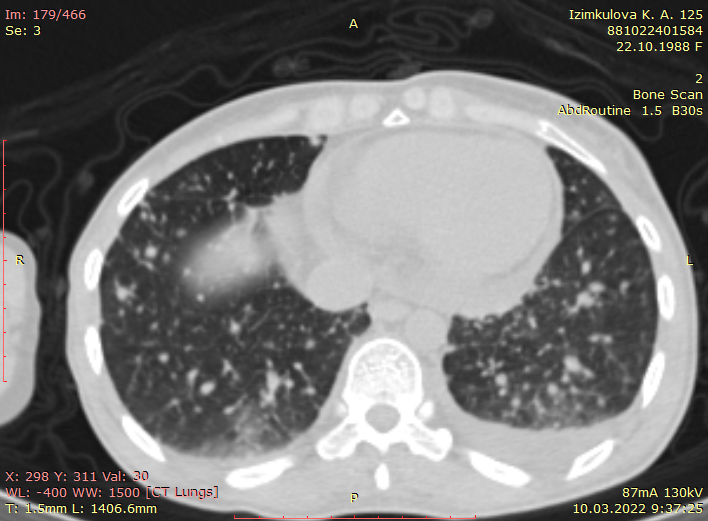 Im: 179/466
Se: 3
A
Izimkulova K. A. 125
881022401584
22.10.1988 F
2
Bone Scan
AbdRoutine 1.5 B30s
R
L
X: 298 Y: 311 Val: 30
WL: -400 WW: 1500 [CT Lungs]
T: 1.5mm L: 1406.6mm
P
87mA 130kV
10.03.2022 9:37:25